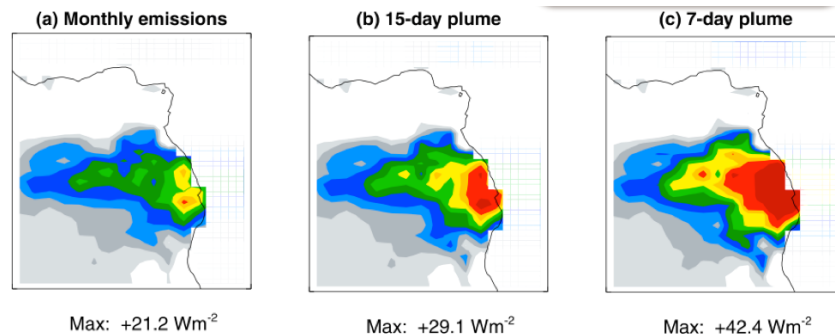 (a) Monthly emissions
(b) 15-day plume
(c) 7-day plume
Max: +21.2 Wm⁻²
Max: +29.1 Wm⁻²
Max: +42.4 Wm⁻²